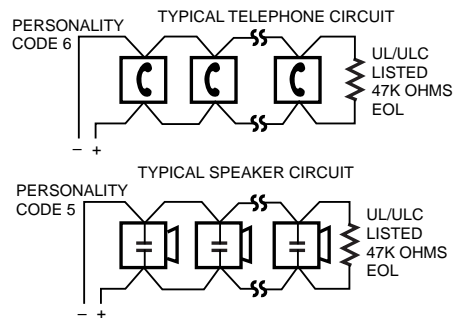 TYPICAL TELEPHONE CIRCUIT
PERSONALITY
CODE 6
UL/ULC
LISTED
47K OHMS
EOL
– +
TYPICAL SPEAKER CIRCUIT
PERSONALITY
CODE 5
UL/ULC
LISTED
47K OHMS
EOL
– +